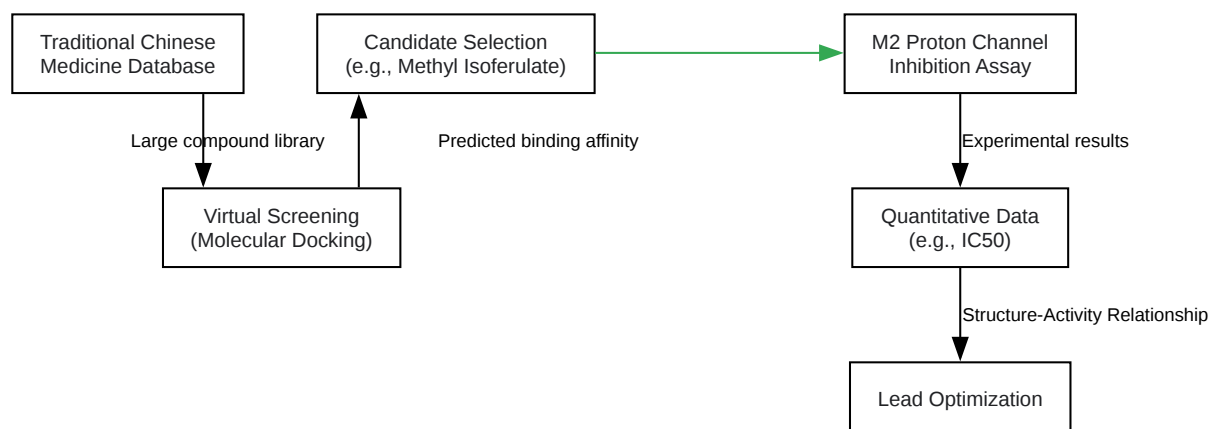 Traditional Chinese
Medicine Database
Candidate Selection
(e.g., Methyl Isoferulate)
M2 Proton Channel
Inhibition Assay
Large compound library
Predicted binding affinity
Experimental results
Virtual Screening
(Molecular Docking)
Quantitative Data
(e.g., IC50)
Structure-Activity Relationship
Lead Optimization